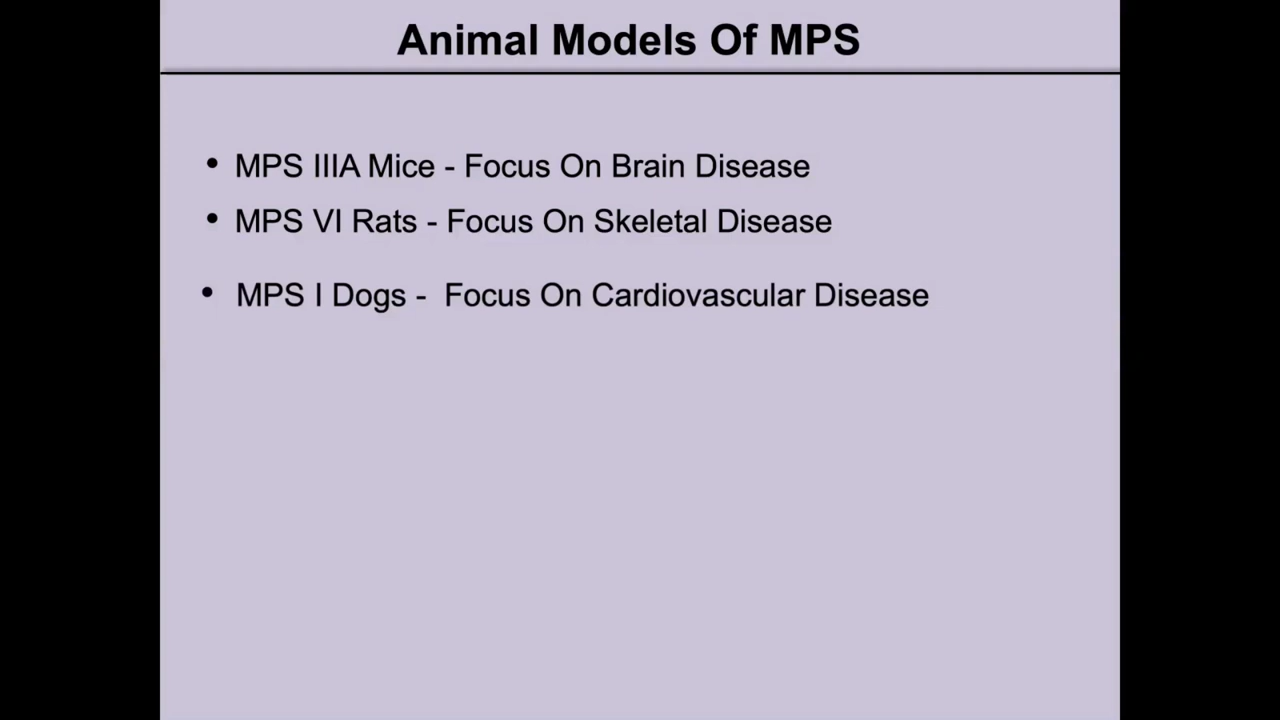 Animal Models Of MPS
• MPS IIIA Mice - Focus On Brain Disease
• MPS VI Rats - Focus On Skeletal Disease
• MPS I Dogs -  Focus On Cardiovascular Disease